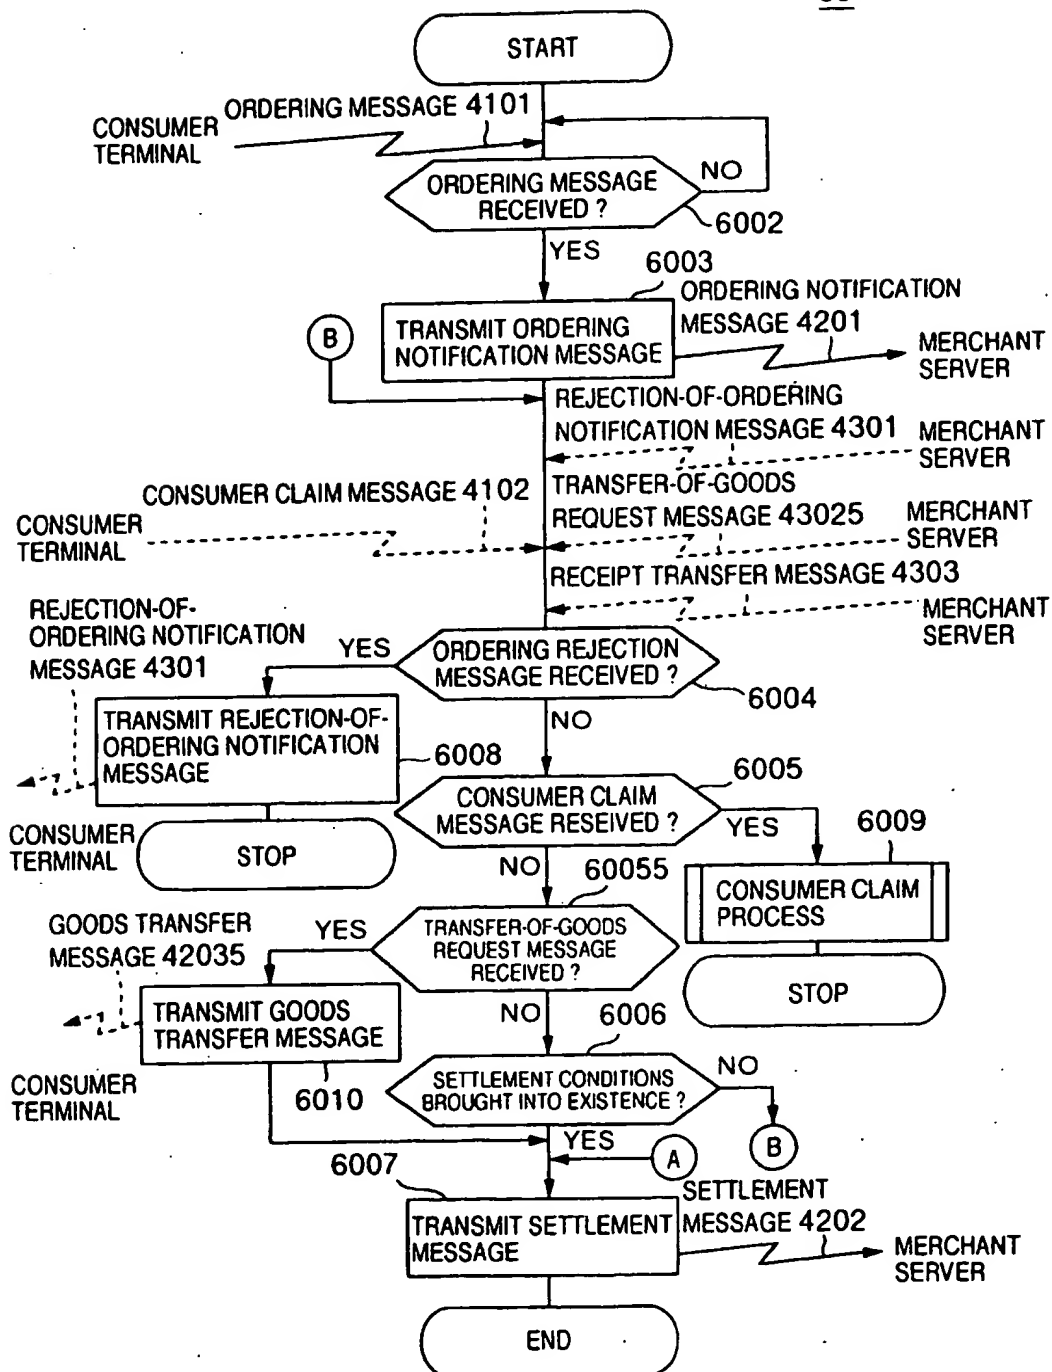 START
ORDERING MESSAGE 4101
CONSUMER
TERMINAL
NO
ORDERING MESSAGE
RECEIVED ?
6002
YES
6003
ORDERING NOTIFICATION
MESSAGE 4201
TRANSMIT ORDERING
NOTIFICATION MESSAGE
B
MERCHANT
SERVER
REJECTION-OF-ORDERING
NOTIFICATION MESSAGE 4301
MERCHANT
SERVER
CONSUMER CLAIM MESSAGE 4102
CONSUMER
TERMINAL
TRANSFER-OF-GOODS
REQUEST MESSAGE 43025
MERCHANT
SERVER
RECEIPT TRANSFER MESSAGE 4303
MERCHANT
SERVER
REJECTION-OF-
ORDERING NOTIFICATION
MESSAGE 4301
YES
ORDERING REJECTION
MESSAGE RECEIVED ?
6004
NO
TRANSMIT REJECTION-OF-
ORDERING NOTIFICATION
MESSAGE
6008
CONSUMER
TERMINAL
STOP
6005
CONSUMER CLAIM
MESSAGE RESEIVED ?
YES
6009
NO
CONSUMER CLAIM
PROCESS
STOP
60055
GOODS TRANSFER
MESSAGE 42035
YES
TRANSFER-OF-GOODS
REQUEST MESSAGE
RECEIVED ?
NO
TRANSMIT GOODS
TRANSFER MESSAGE
6010
CONSUMER
TERMINAL
6006
SETTLEMENT CONDITIONS
BROUGHT INTO EXISTENCE ?
NO
B
YES
A
6007
SETTLEMENT
MESSAGE 4202
TRANSMIT SETTLEMENT
MESSAGE
MERCHANT
SERVER
END